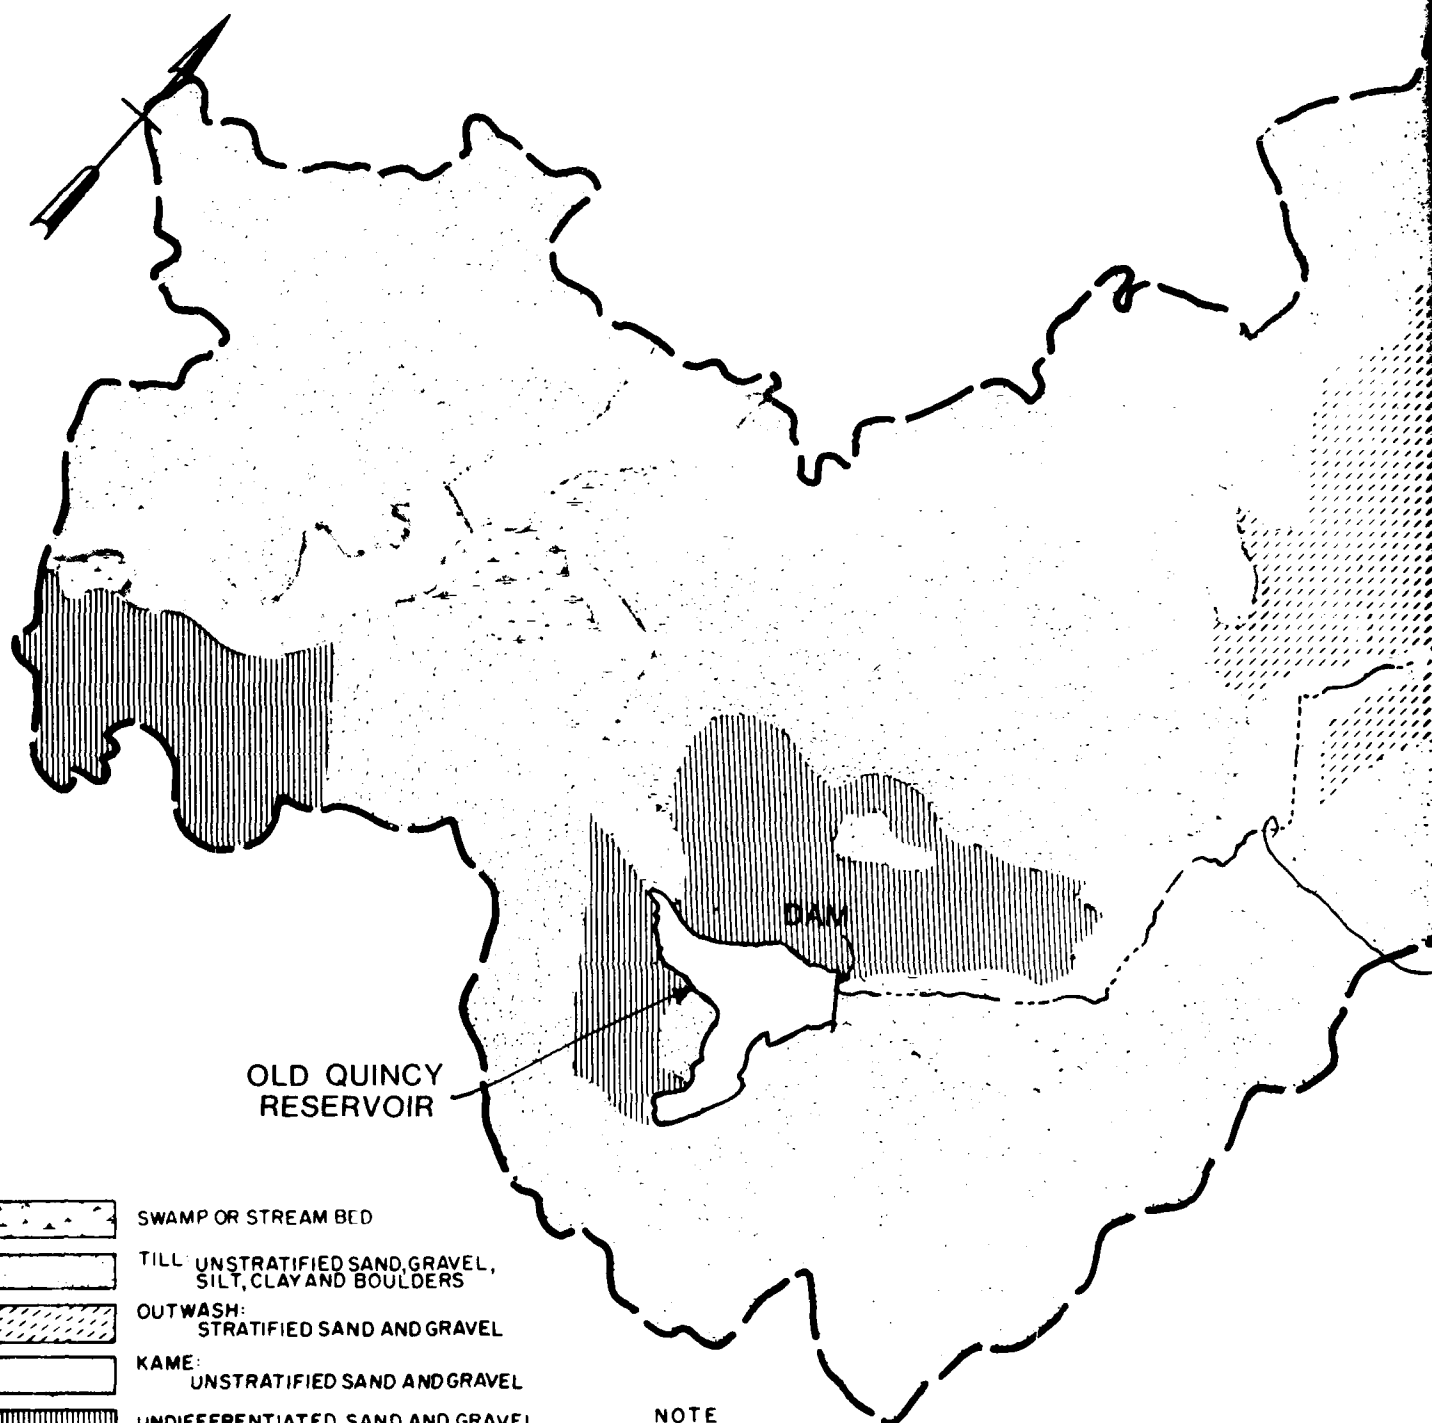 DAM
OLD QUINCY
RESERVOIR
SWAMP OR STREAM BED
TILL: UNSTRATIFIED SAND, GRAVEL,
SILT, CLAY AND BOULDERS
OUTWASH:
STRATIFIED SAND AND GRAVEL
KAME:
UNSTRATIFIED SAND AND GRAVEL
UNDIFFERENTIATED SAND AND GRAVEL
NOTE